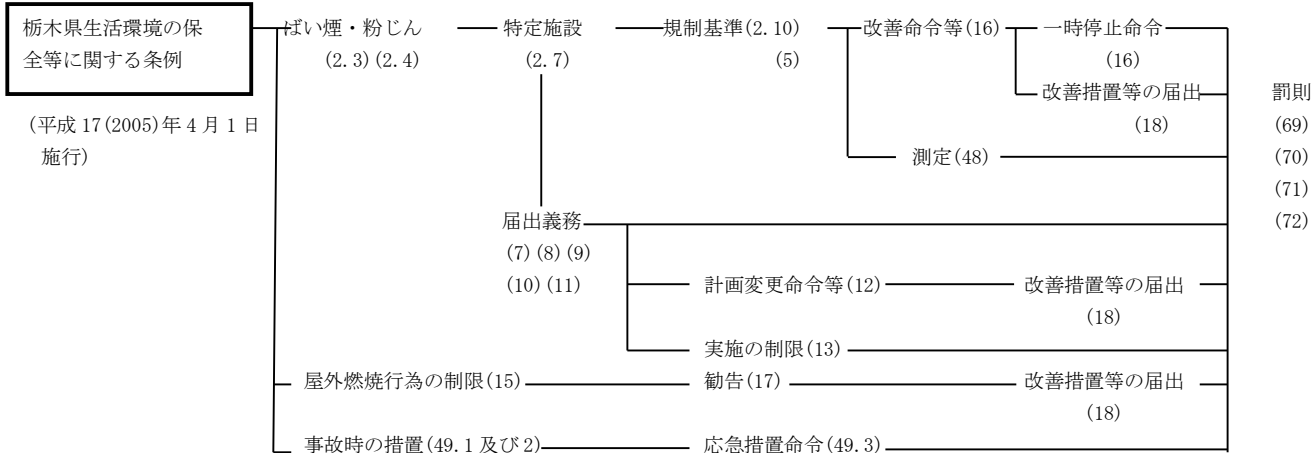 栃木県生活環境の保
全等に関する条例
(平成 17(2005)年 4 月 1 日
施行)
ばい煙・粉じん
(2.3)(2.4)
特定施設
(2.7)
規制基準(2.10)
(5)
改善命令等(16)
一時停止命令
(16)
改善措置等の届出
(18)
測定(48)
罰則
(69)
(70)
(71)
(72)
届出義務
(7)(8)(9)
(10)(11)
計画変更命令等(12)
改善措置等の届出
(18)
実施の制限(13)
屋外燃焼行為の制限(15)
勧告(17)
改善措置等の届出
(18)
事故時の措置(49.1 及び 2)
応急措置命令(49.3)